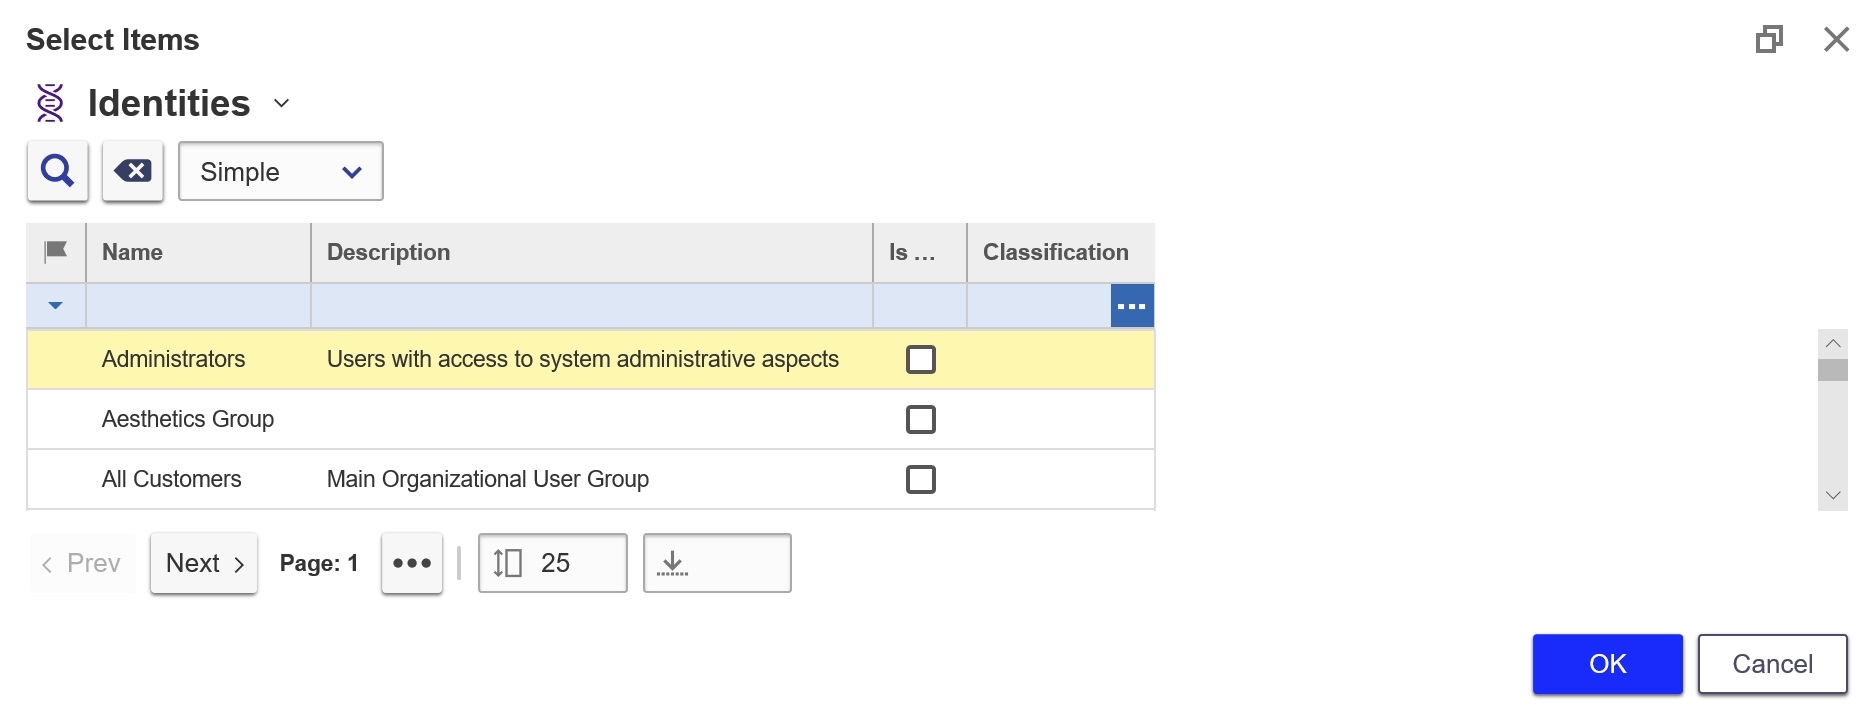 Select Items
Identities
Simple
Name Description Is ... Classification
Administrators Users with access to system administrative aspects
Aesthetics Group
All Customers Main Organizational User Group
Prev Next Page: 1 25
OK Cancel